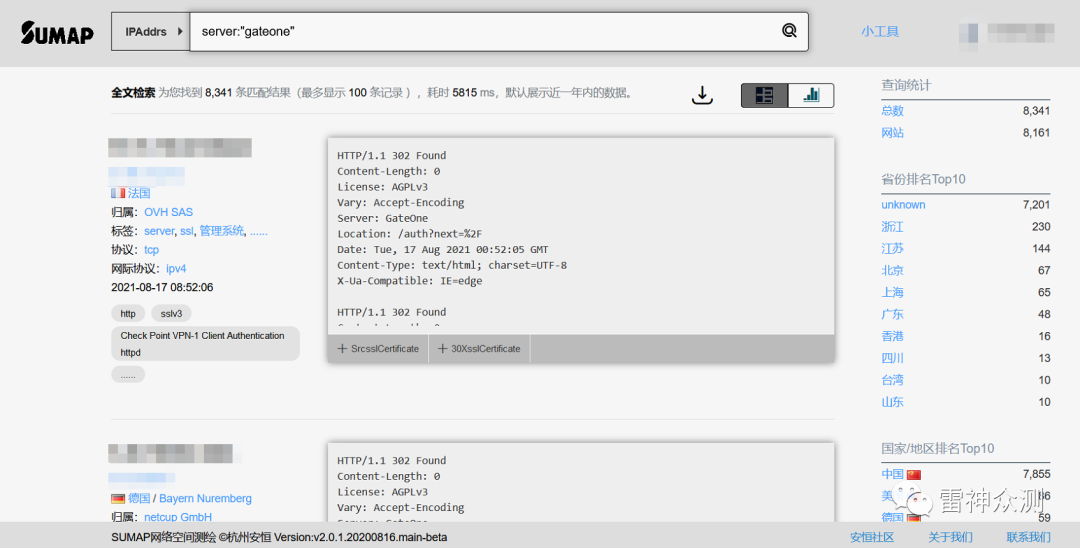 SUMAP
IPAddrs
server:"gateone"
小工具
全文检索 为您找到 8,341 条匹配结果（最多显示 100 条记录 ），耗时 5815 ms，默认展示近一年内的数据。
法国
归属： OVH SAS
标签： server, ssl, 管理系统, ......
协议： tcp
网际协议： ipv4
2021-08-17 08:52:06
http sslv3
Check Point VPN-1 Client Authentication
httpd
......
HTTP/1.1 302 Found
Content-Length: 0
License: AGPLv3
Vary: Accept-Encoding
Server: GateOne
Location: /auth?next=%2F
Date: Tue, 17 Aug 2021 00:52:05 GMT
Content-Type: text/html; charset=UTF-8
X-Ua-Compatible: IE=edge
HTTP/1.1 302 Found
Content-Length: 0
+ SrcsslCertificate + 30XsslCertificate
德国 / Bayern Nuremberg
归属： netcup GmbH
HTTP/1.1 302 Found
Content-Length: 0
License: AGPLv3
Vary: Accept-Encoding
Server: GateOne
查询统计
总数 8,341
网站 8,161
省份排名Top10
unknown 7,201
浙江 230
江苏 144
北京 67
上海 65
广东 48
香港 16
四川 13
台湾 10
山东 10
国家/地区排名Top10
中国 7,855
美 86
德国 59
雷神众测
SUMAP网络空间测绘 ©杭州安恒 Version:v2.0.1.20200816.main-beta
安恒社区 关于我们 联系我们